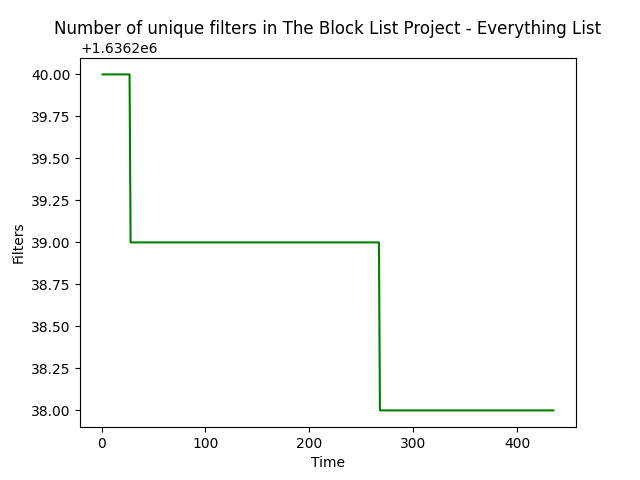 Number of unique filters in The Block List Project - Everything List
+1.6362e6
40.00
39.75
39.50
39.25
39.00
38.75
38.50
38.25
38.00
Filters
0 100 200 300 400
Time